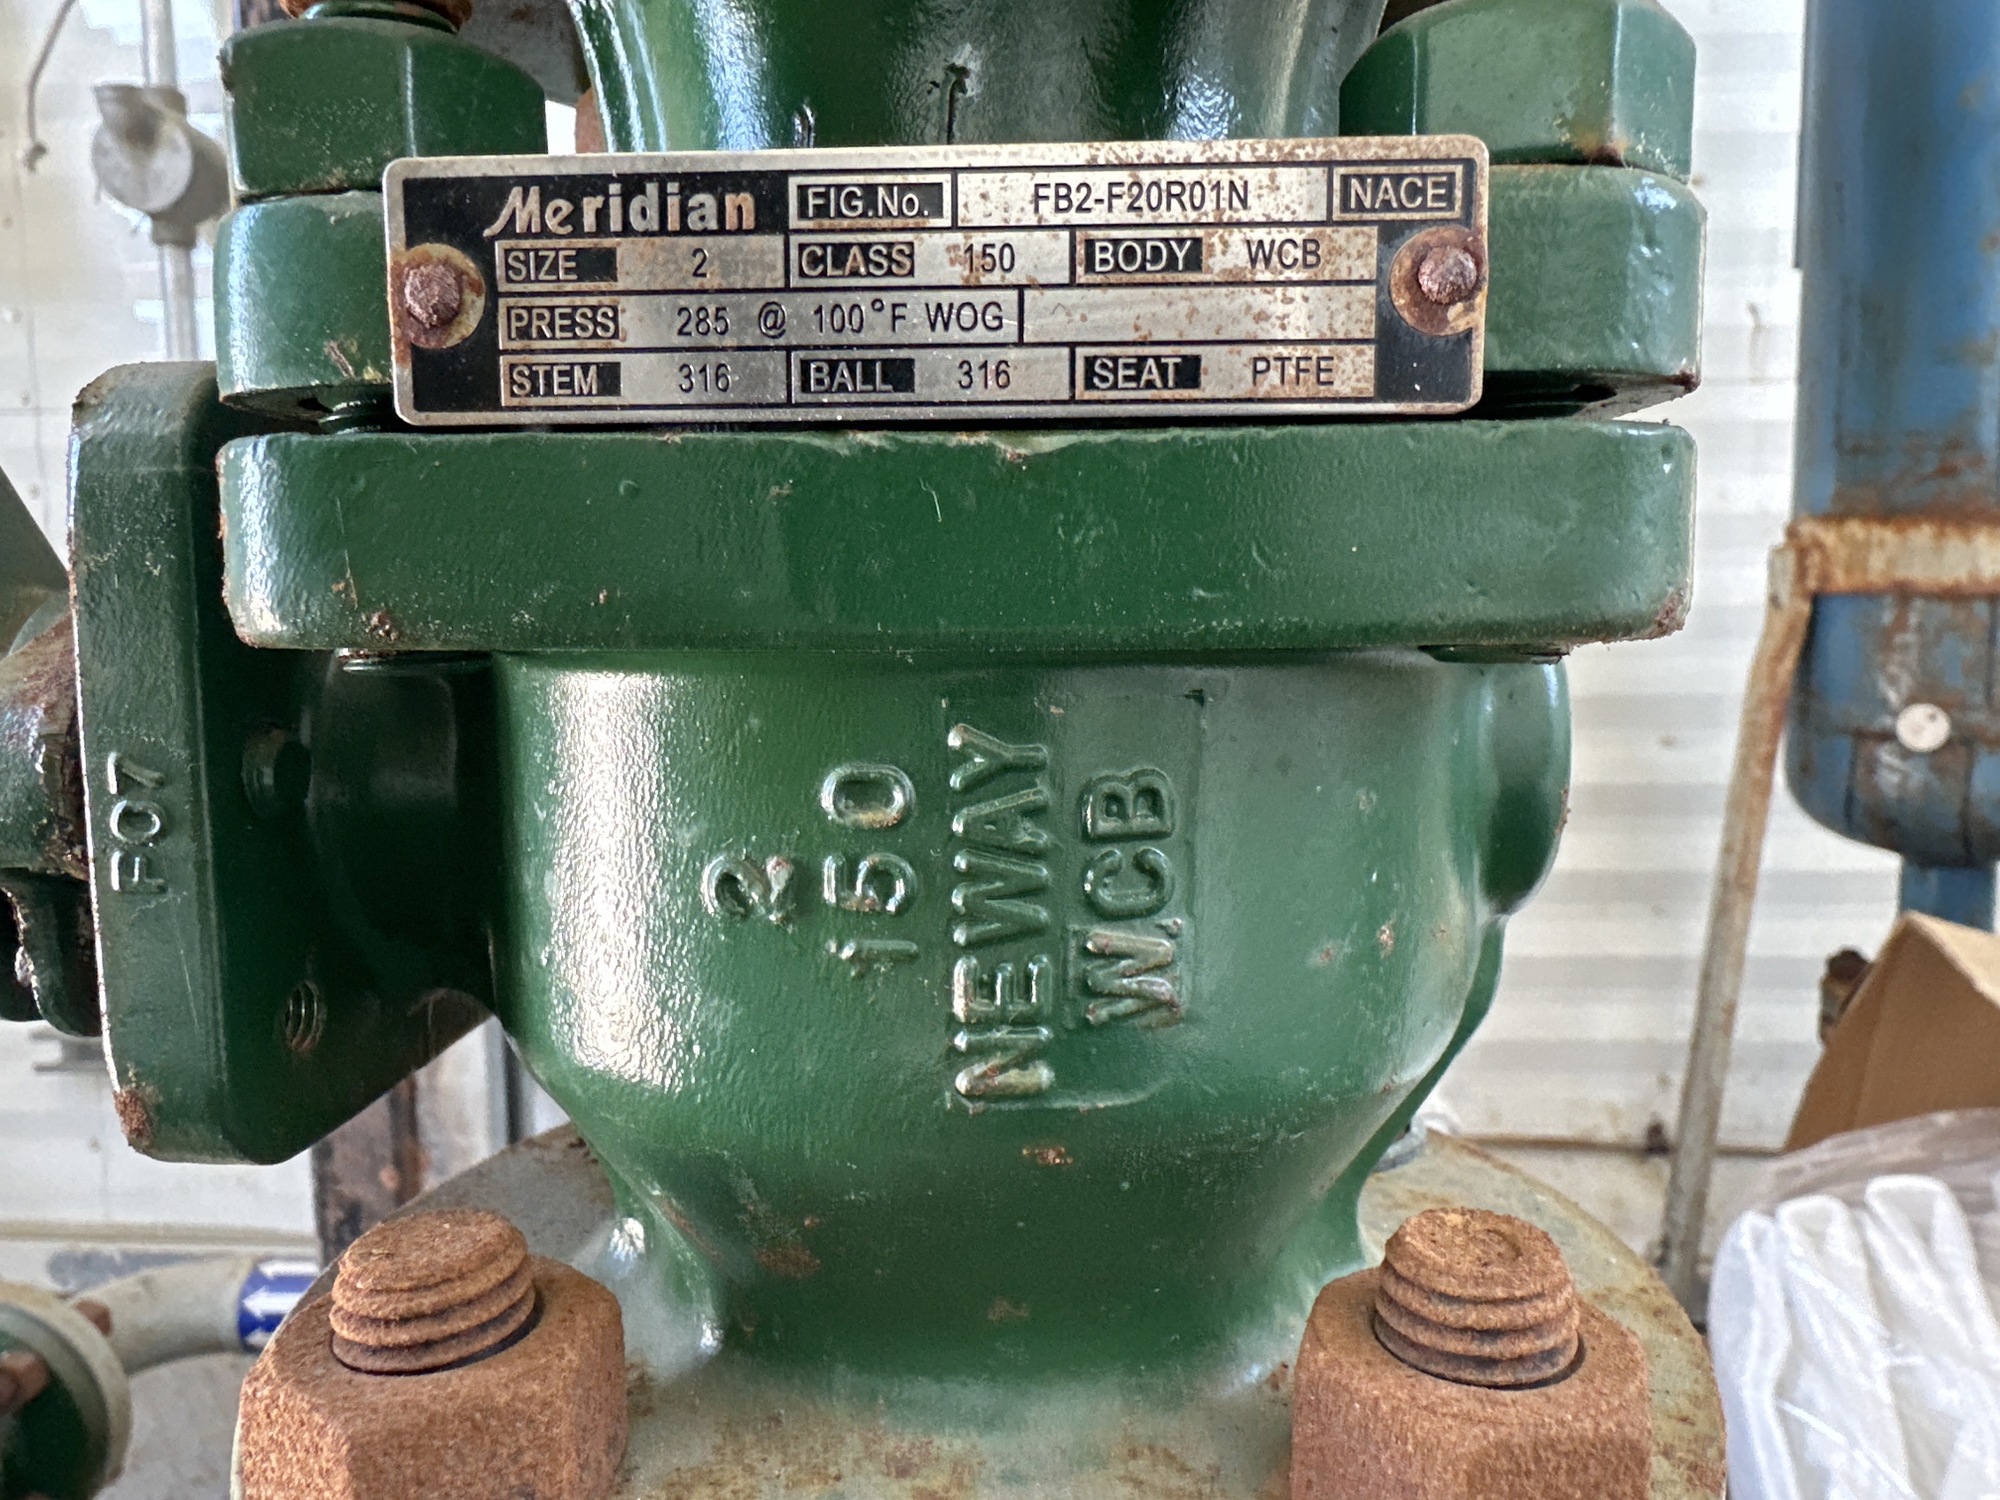 Meridian FIG.No. FB2-F20R01N NACE
SIZE 2 CLASS 150 BODY WCB
PRESS 285 @ 100°F WOG
STEM 316 BALL 316 SEAT PTFE
F07
2
150
NEWAY
W.CB